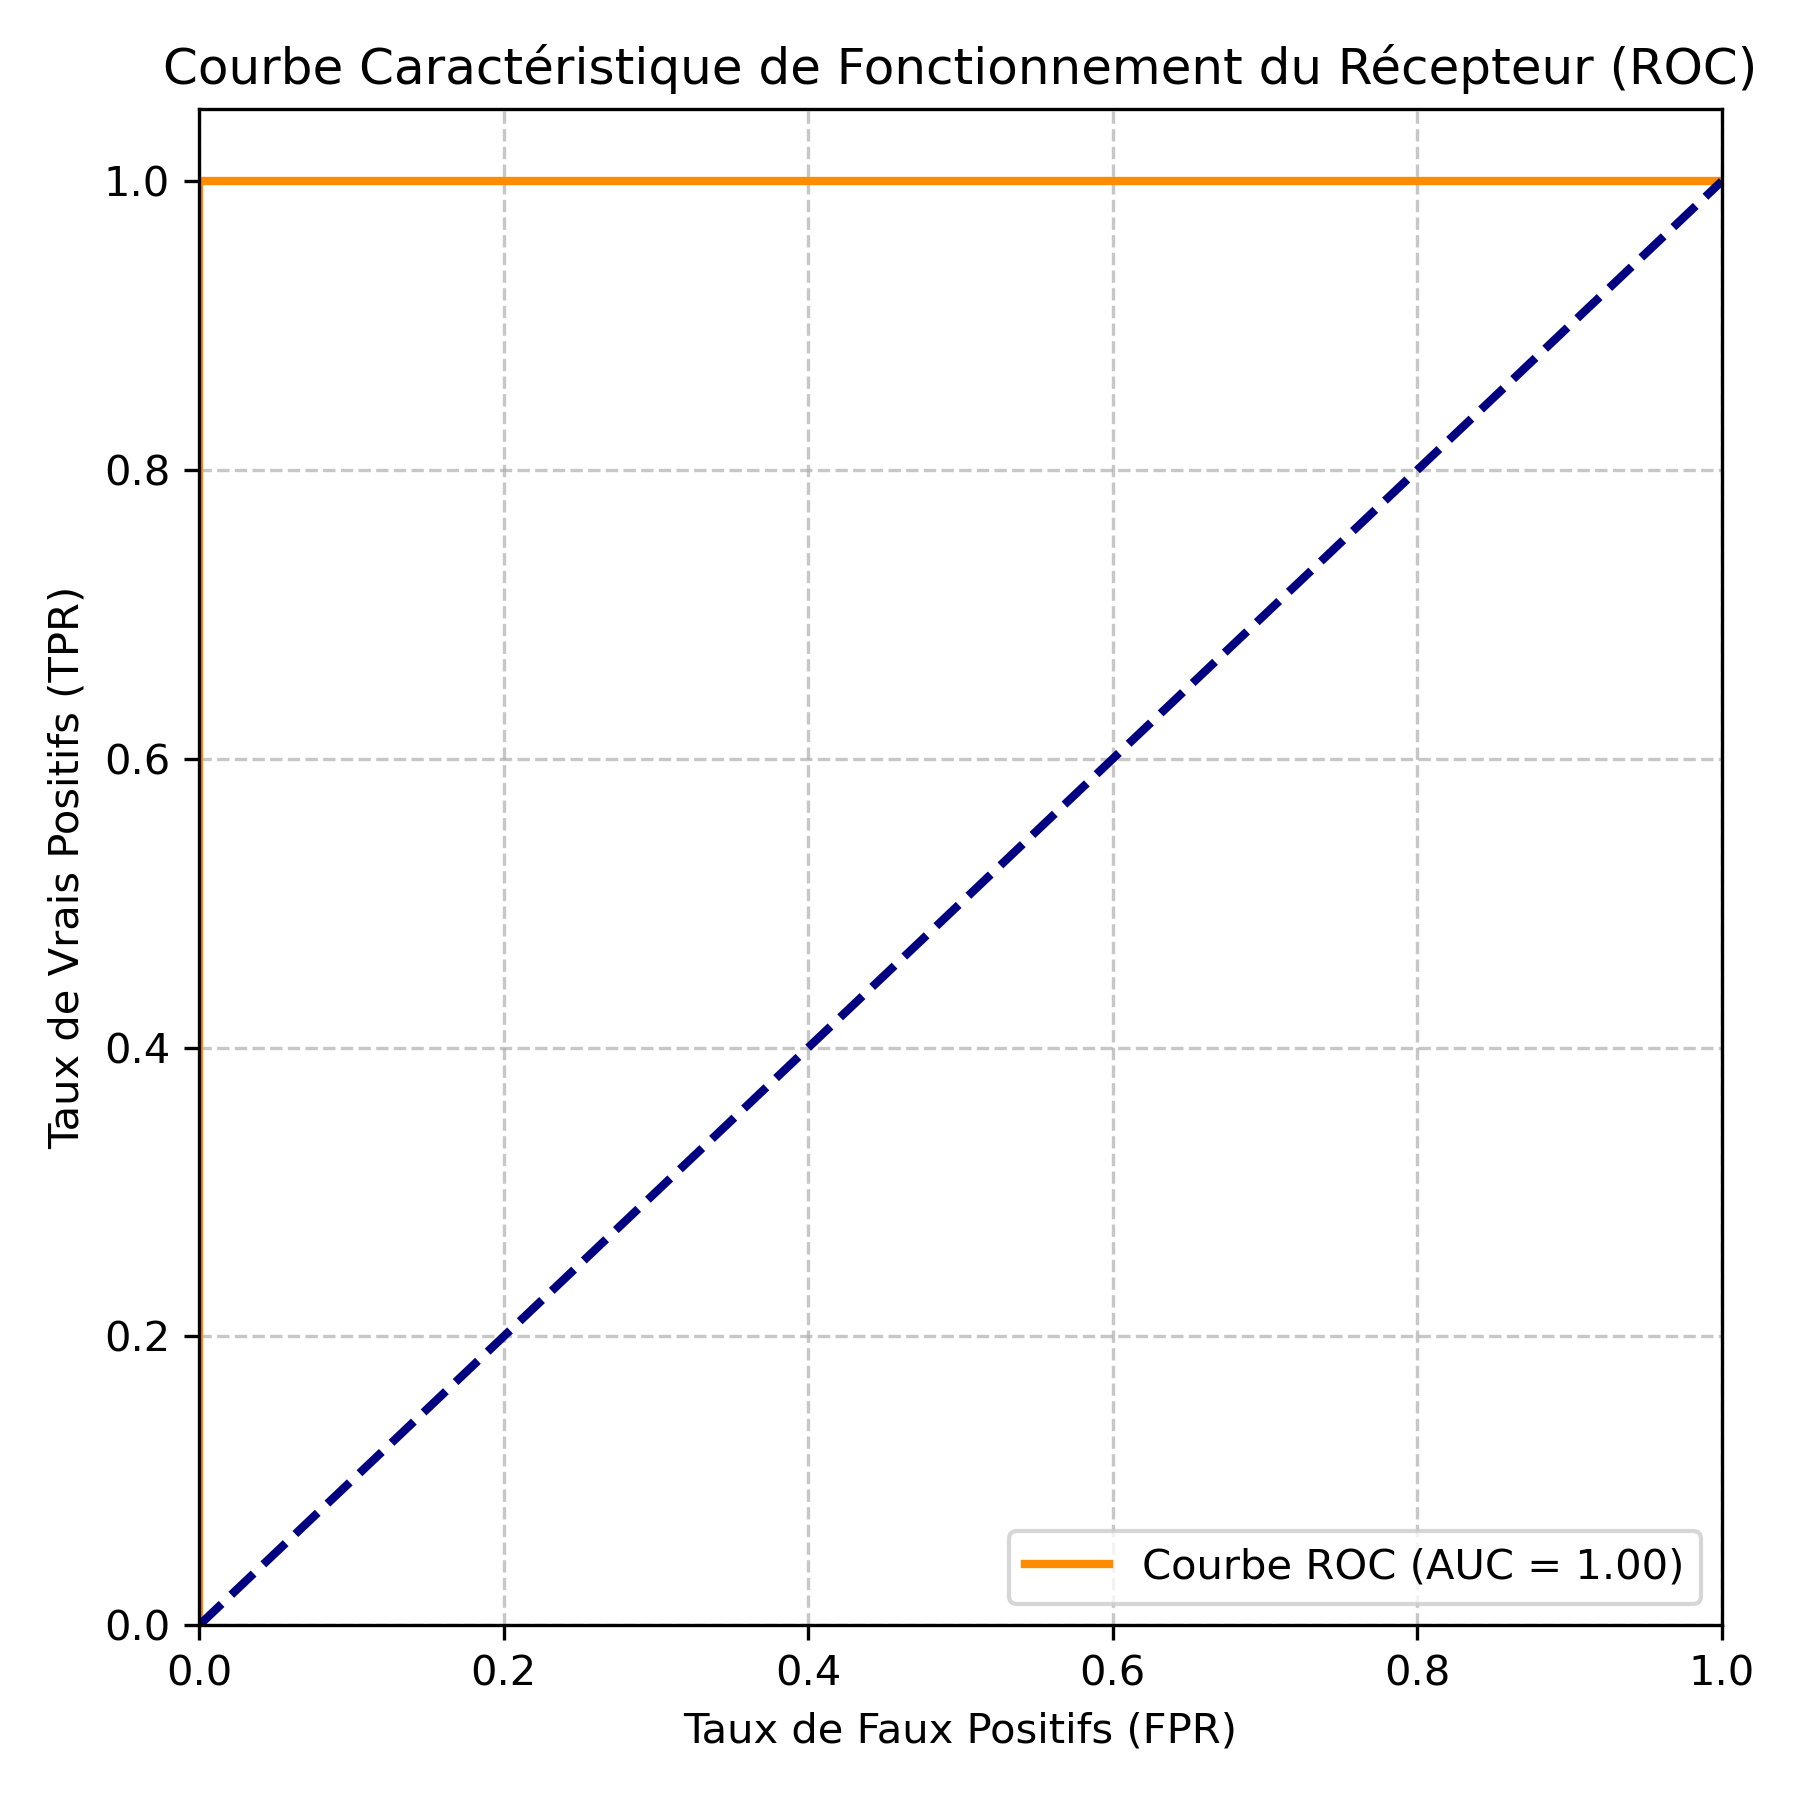 Courbe Caractéristique de Fonctionnement du Récepteur (ROC)
Taux de Vrais Positifs (TPR)
1.0
0.8
0.6
0.4
0.2
0.0
Courbe ROC (AUC = 1.00)
0.0 0.2 0.4 0.6 0.8 1.0
Taux de Faux Positifs (FPR)